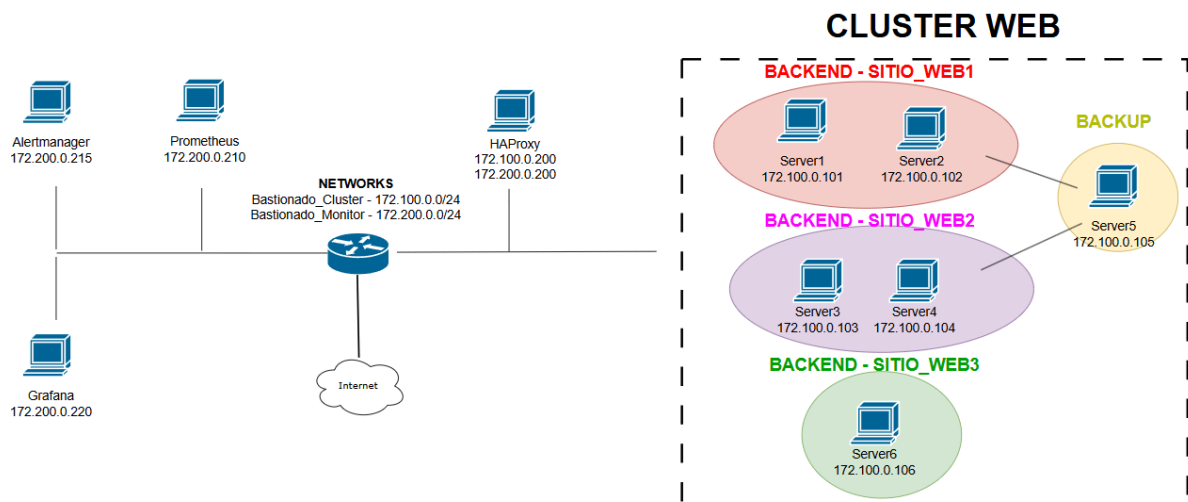 CLUSTER WEB
Alertmanager
172.200.0.215
Prometheus
172.200.0.210
HAProxy
172.100.0.200
172.200.0.200
NETWORKS
Bastionado_Cluster - 172.100.0.0/24
Bastionado_Monitor - 172.200.0.0/24
Grafana
172.200.0.220
Internet
BACKEND - SITIO_WEB1
Server1
172.100.0.101
Server2
172.100.0.102
BACKUP
Server5
172.100.0.105
BACKEND - SITIO_WEB2
Server3
172.100.0.103
Server4
172.100.0.104
BACKEND - SITIO_WEB3
Server6
172.100.0.106